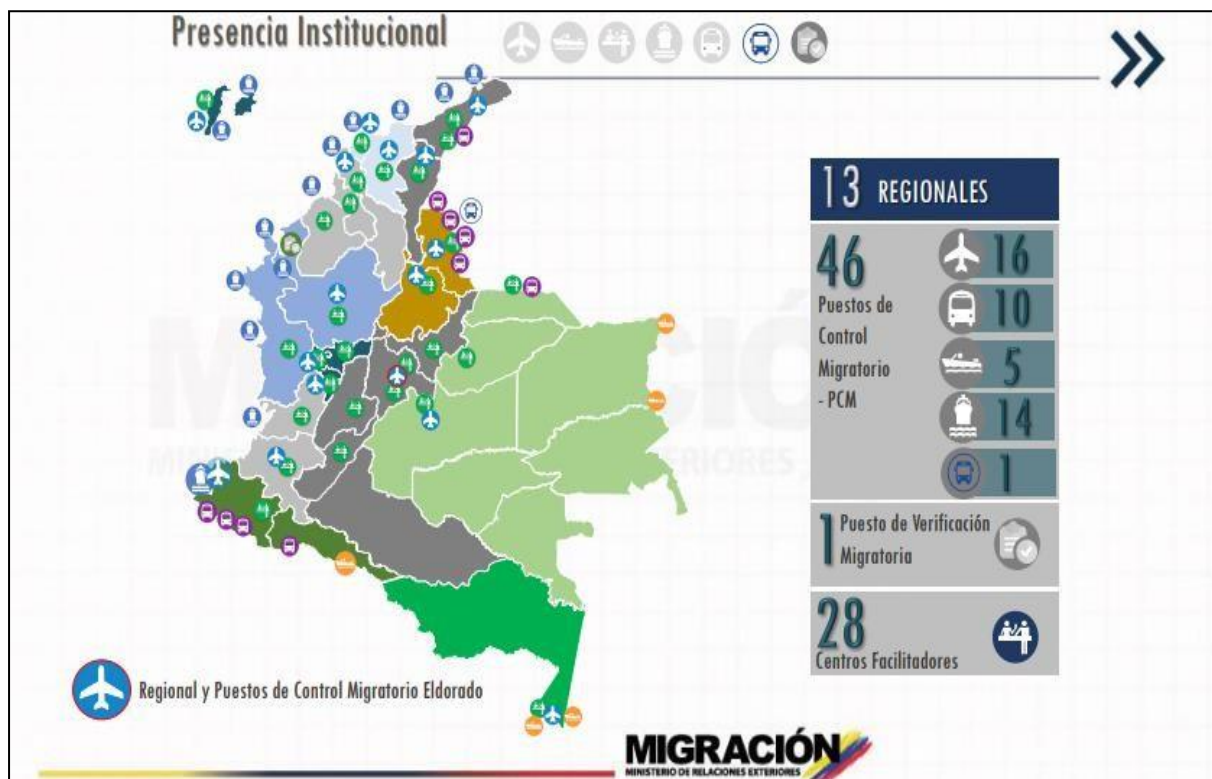 Presencia Institucional
13 REGIONALES
46
Puestos de
Control
Migratorio
- PCM
16
10
5
14
1
1 Puesto de Verificación
Migratoria
28
Centros Facilitadores
Regional y Puestos de Control Migratorio Eldorado
MIGRACIÓN
MINISTERIO DE RELACIONES EXTERIORES